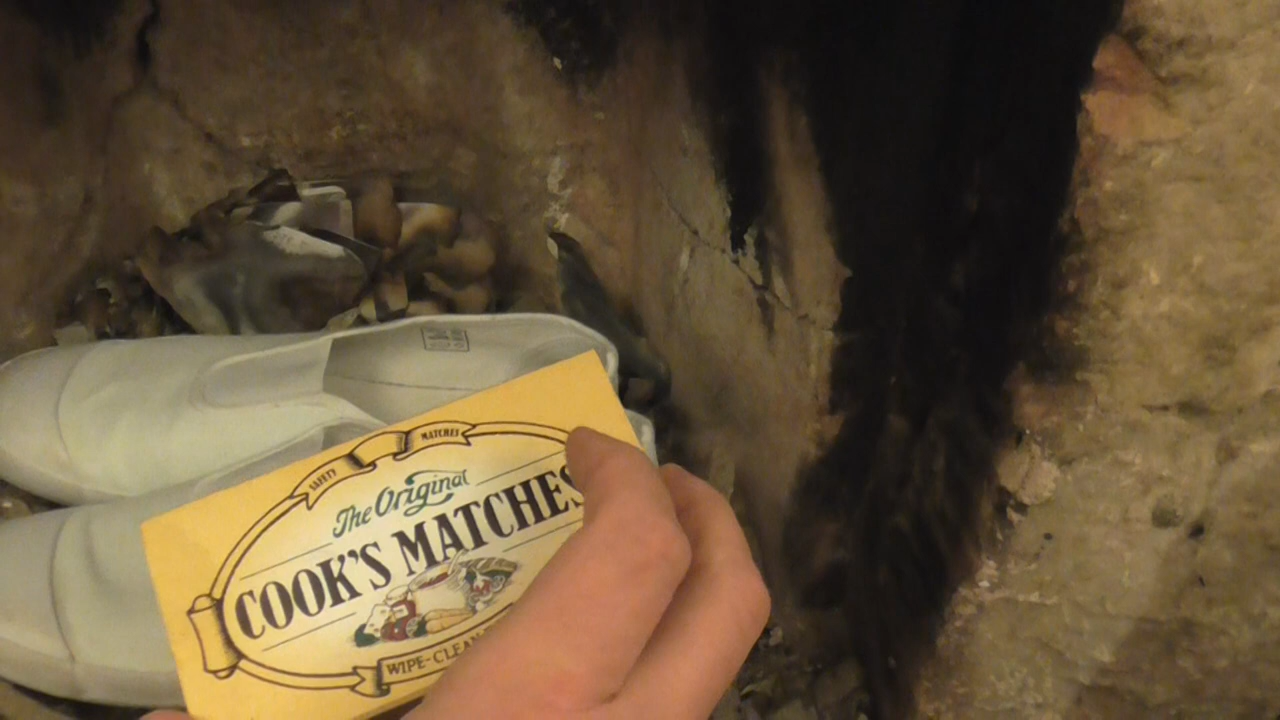 SAFETY MATCHES
The Original
COOK'S MATCHES
WIPE-CLEAN